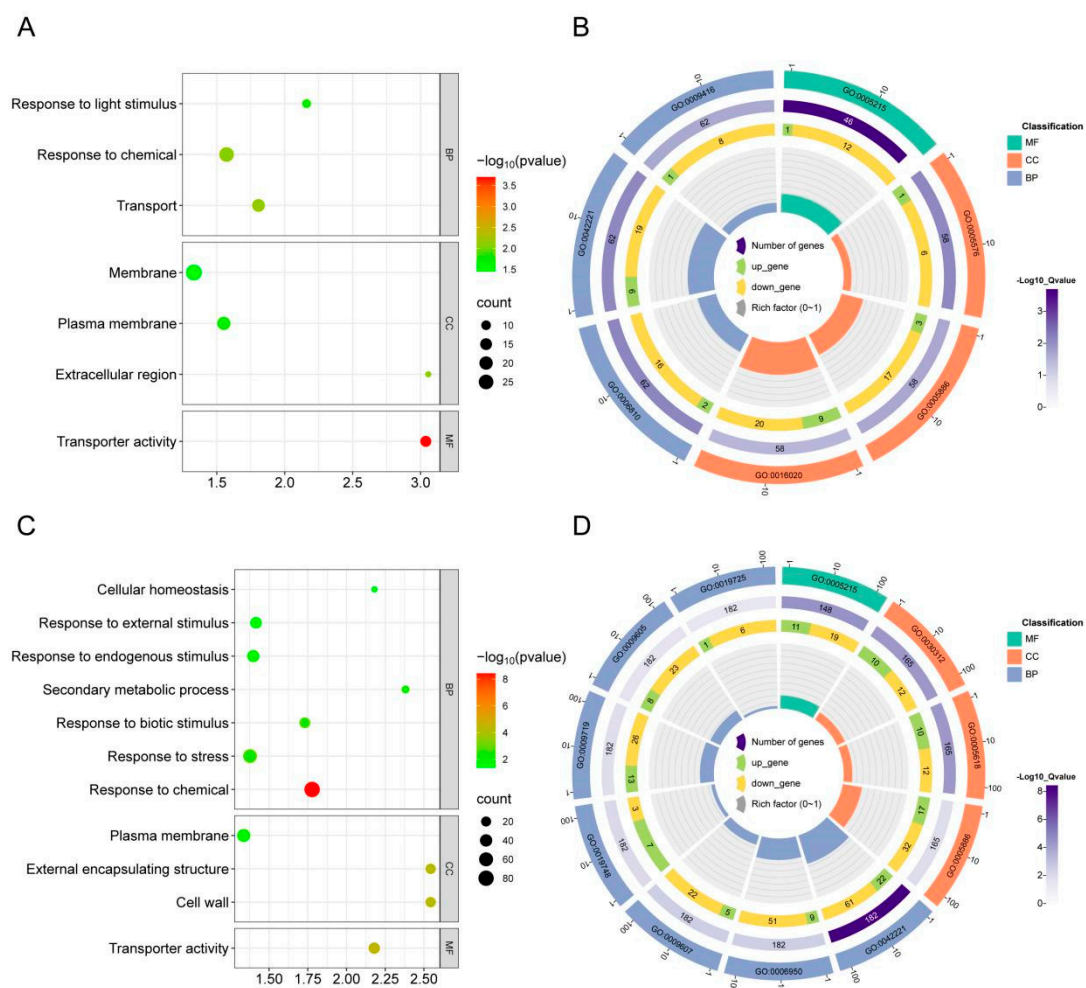 A
Response to light stimulus
Response to chemical
Transport
Membrane
Plasma membrane
Extracellular region
Transporter activity
BP
CC
MF
1.5 2.0 2.5 3.0
−log10(pvalue)
3.5
3.0
2.5
2.0
1.5
count
10
15
20
25
B
GO:0009416
GO:0005215
GO:0005576
GO:0005886
GO:0016020
GO:0006810
GO:0042221
62 46
58
58
58
62
62
8 1 12
1 6
3 17
9 20
2 16
6 19
1
Number of genes
up_gene
down_gene
Rich factor (0~1)
Classification
MF
CC
BP
-Log10_Qvalue
3
2
1
0
C
Cellular homeostasis
Response to external stimulus
Response to endogenous stimulus
Secondary metabolic process
Response to biotic stimulus
Response to stress
Response to chemical
Plasma membrane
External encapsulating structure
Cell wall
Transporter activity
BP
CC
MF
1.50 1.75 2.00 2.25 2.50
−log10(pvalue)
8
6
4
2
count
20
40
60
80
D
GO:0019725
GO:0005215
GO:0030312
GO:0005618
GO:0005886
GO:0042221
GO:0006950
GO:0009607
GO:0019748
GO:0009719
GO:0009605
182 148
165
165
165
182
182
182
182
182
182
1 6 11 19
10 12
10 12
17 32
22 61
9 51
5 22
7 3
13 26
8 23
Number of genes
up_gene
down_gene
Rich factor (0~1)
Classification
MF
CC
BP
-Log10_Qvalue
8
6
4
2
0